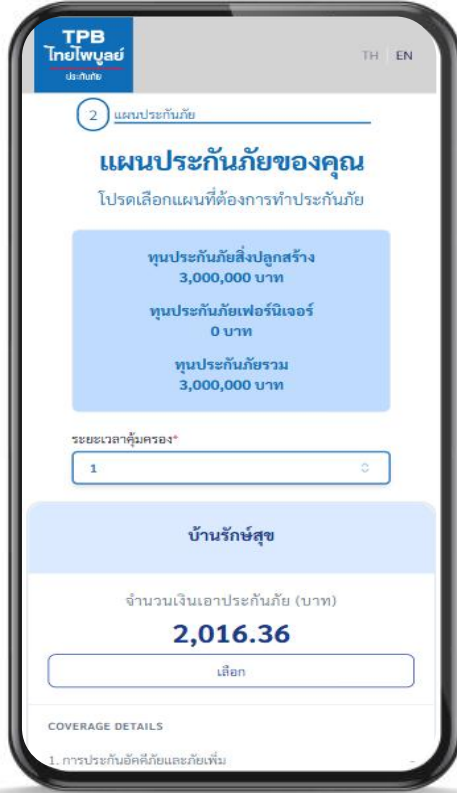 TPB
ไทยไพบูลย์
ประกันภัย
TH EN
2 แผนประกันภัย
แผนประกันภัยของคุณ
โปรดเลือกแผนที่ต้องการทำประกันภัย
ทุนประกันภัยสิ่งปลูกสร้าง
3,000,000 บาท
ทุนประกันภัยเฟอร์นิเจอร์
0 บาท
ทุนประกันภัยรวม
3,000,000 บาท
ระยะเวลาคุ้มครอง*
1
บ้านรักษ์สุข
จำนวนเงินเอาประกันภัย (บาท)
2,016.36
เลือก
COVERAGE DETAILS
1. การประกันอัคคีภัยและภัยเพิ่ม -